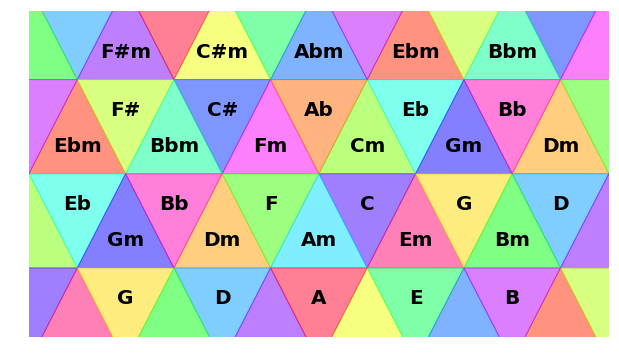 F#m C#m Abm Ebm Bbm
F# C# Ab Eb Bb
Ebm Bbm Fm Cm Gm Dm
Eb Bb F C G D
Gm Dm Am Em Bm
G D A E B